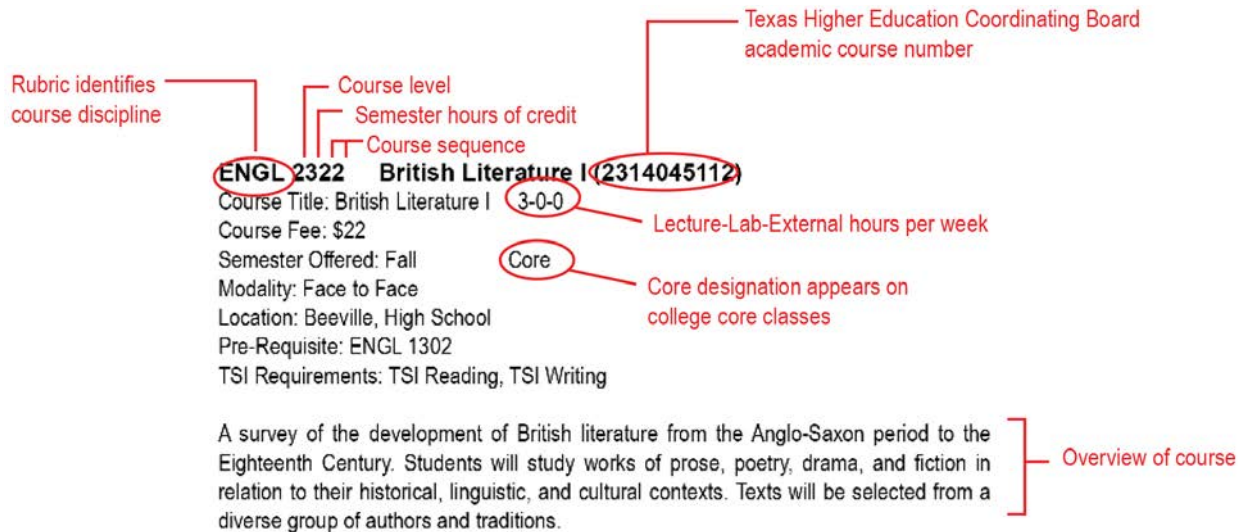 Texas Higher Education Coordinating Board
academic course number
Rubric identifies
course discipline
Course level
Semester hours of credit
Course sequence
ENGL 2322 British Literature I (2314045112)
Course Title: British Literature I 3-0-0
Lecture-Lab-External hours per week
Course Fee: $22
Semester Offered: Fall Core
Core designation appears on
college core classes
Modality: Face to Face
Location: Beeville, High School
Pre-Requisite: ENGL 1302
TSI Requirements: TSI Reading, TSI Writing
A survey of the development of British literature from the Anglo-Saxon period to the
Eighteenth Century. Students will study works of prose, poetry, drama, and fiction in
relation to their historical, linguistic, and cultural contexts. Texts will be selected from a
diverse group of authors and traditions.
Overview of course